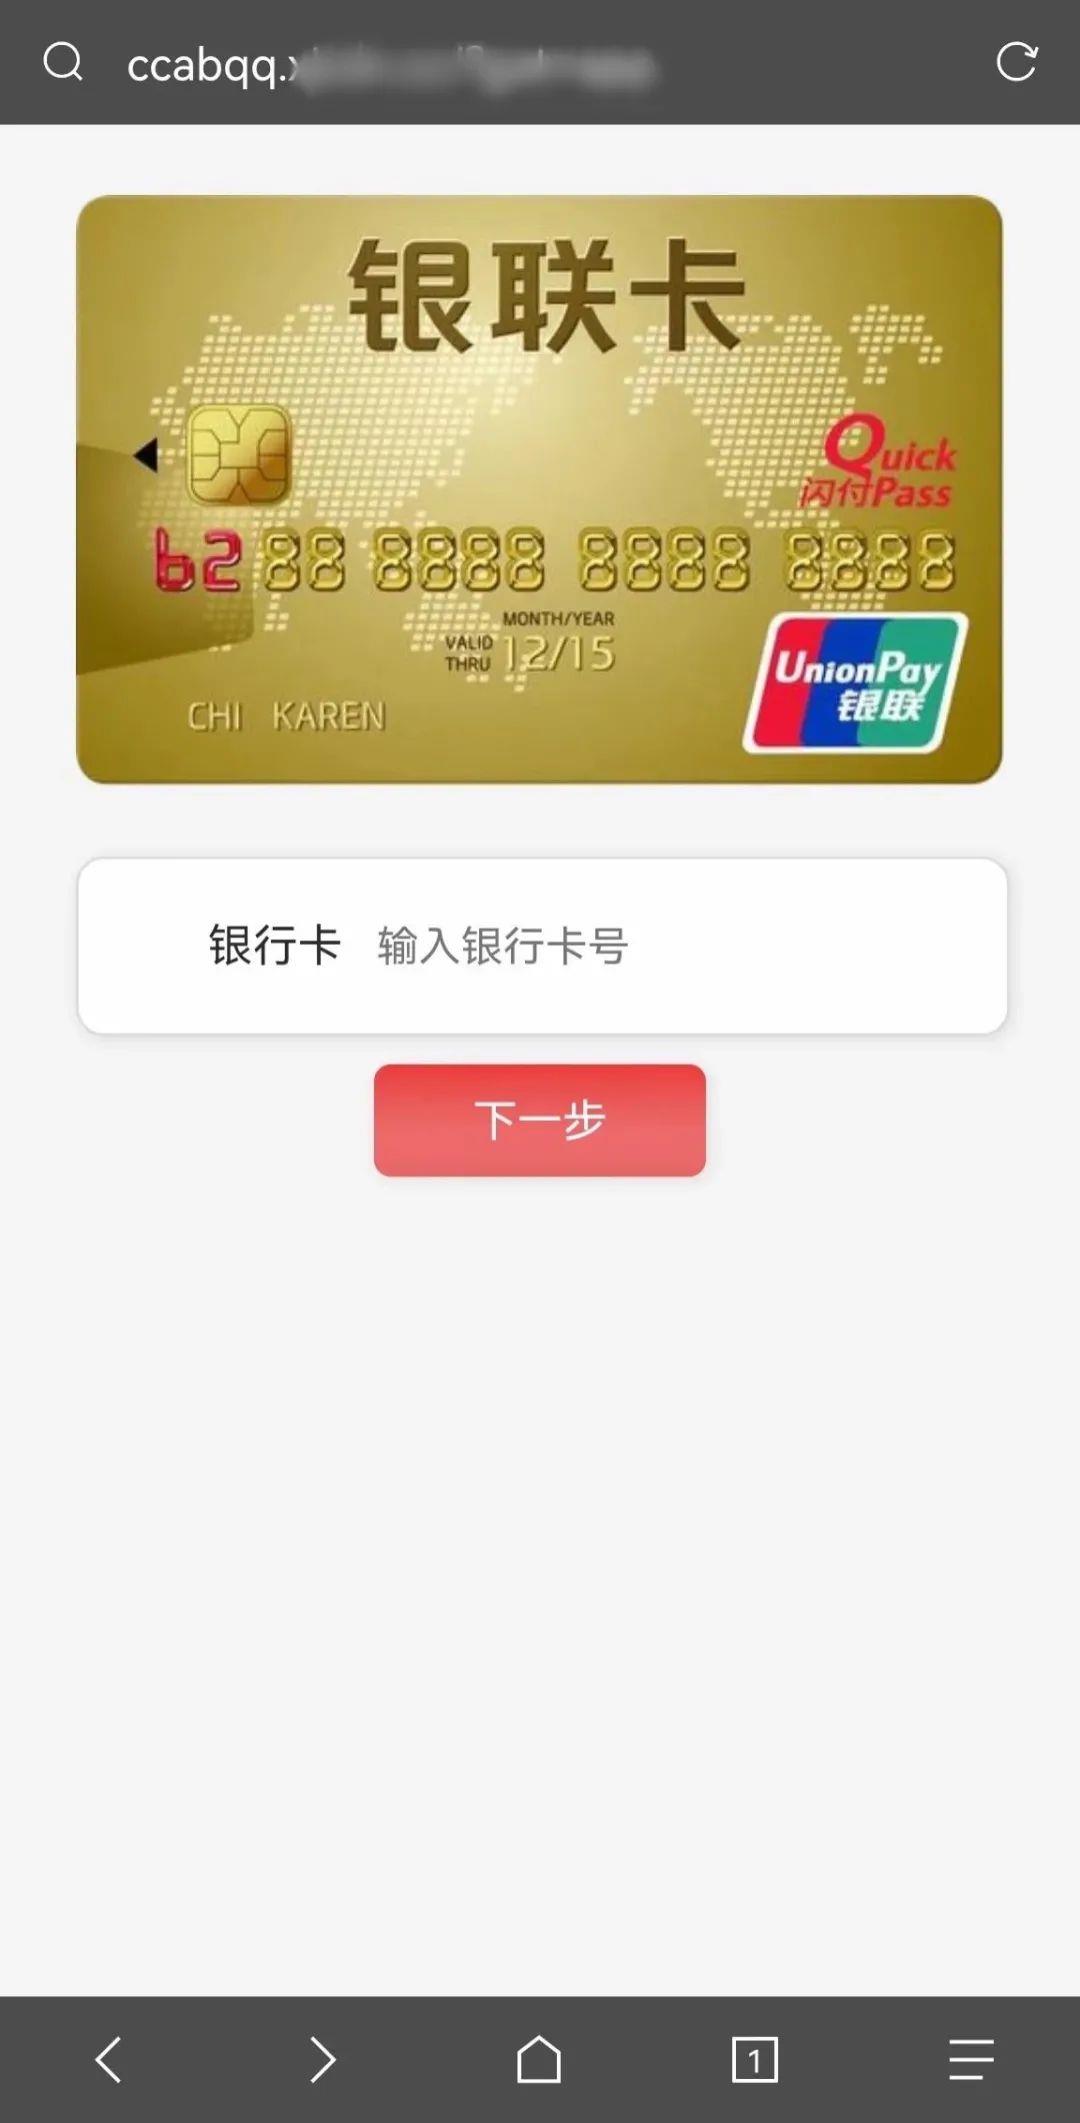 ccabqq.
银联卡
Quick
闪付Pass
6288 8888 8888 8888
MONTH/YEAR
VALID THRU 12/15
CHI KAREN
UnionPay
银联
银行卡 输入银行卡号
下一步
1